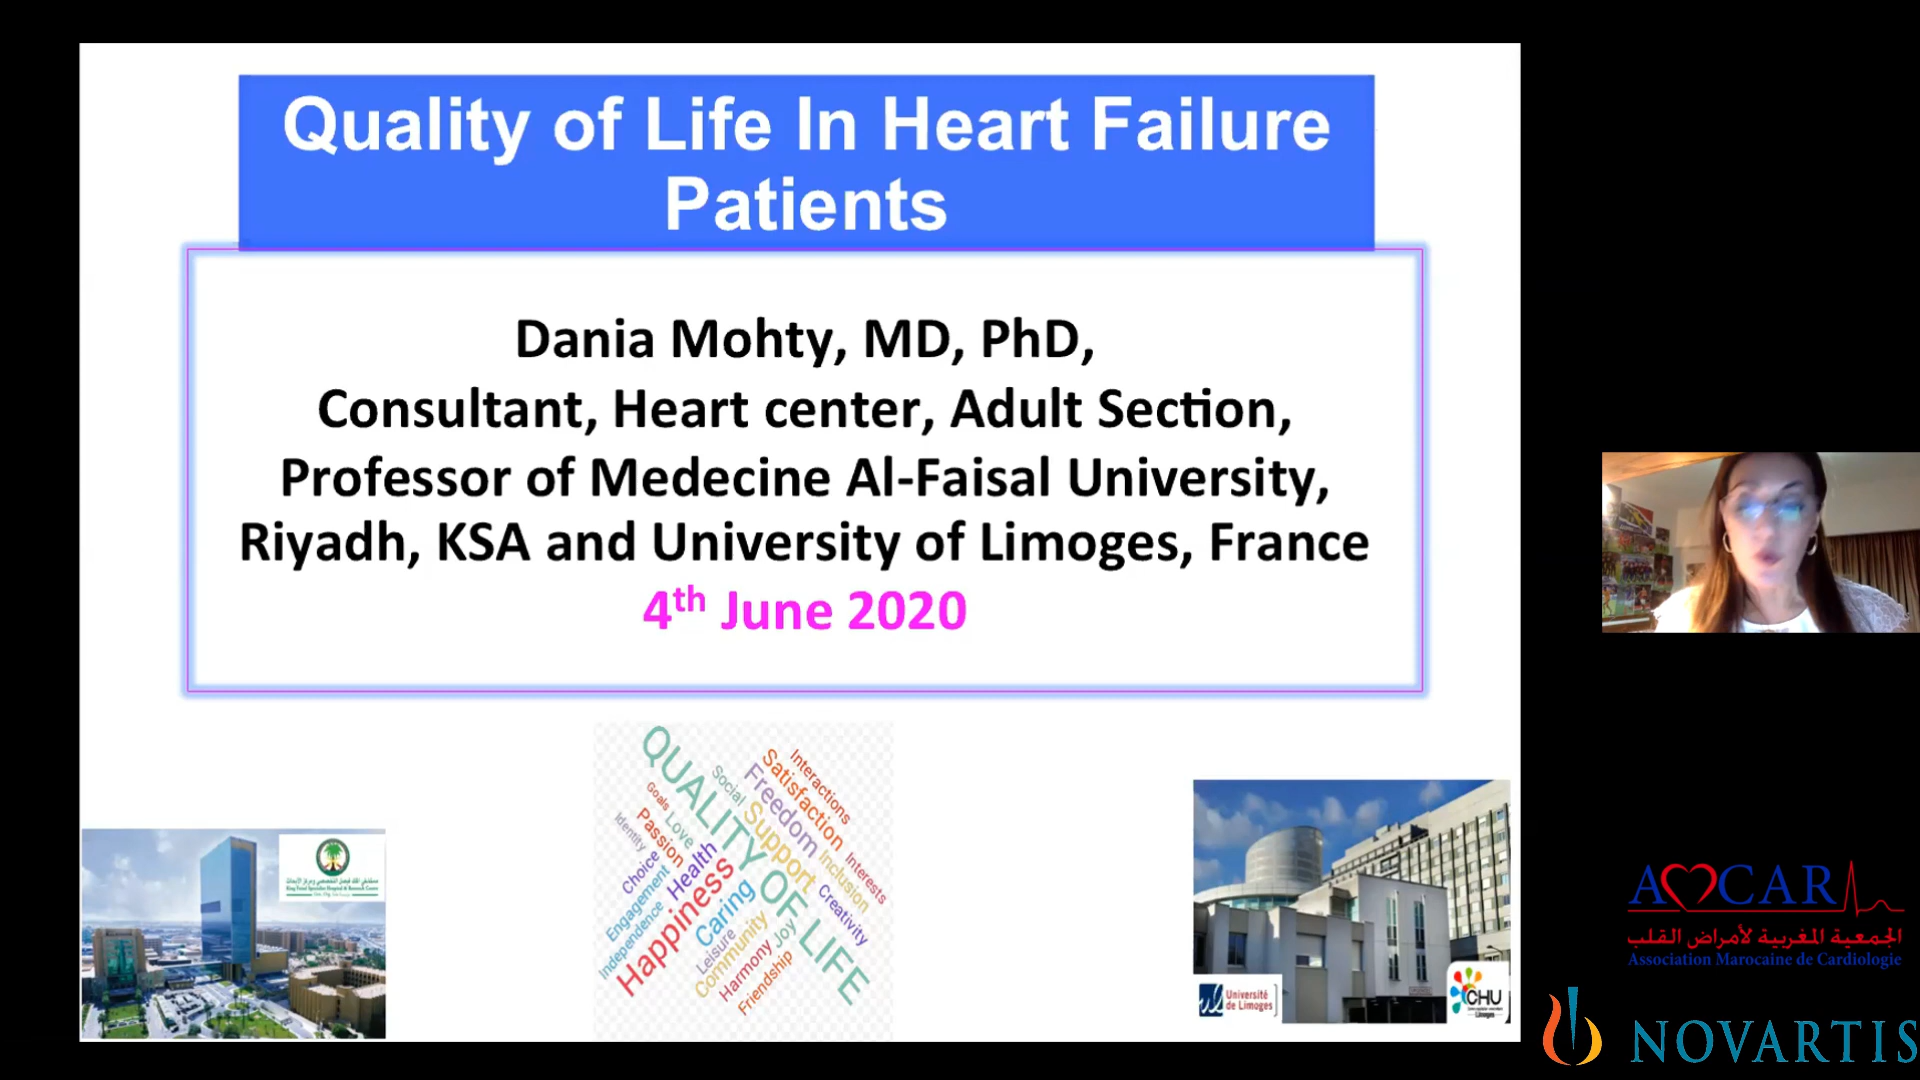 Quality of Life In Heart Failure
Patients
Dania Mohty, MD, PhD,
Consultant, Heart center, Adult Section,
Professor of Medecine Al-Faisal University,
Riyadh, KSA and University of Limoges, France
4th June 2020
QUALITY OF LIFE
Interactions
Satisfaction
Freedom
Social
Support
Inclusion
Interests
Creativity
Goals
Love
Passion
Identity
Health
Choice
Engagement
Independence
Happiness
Caring
Leisure
Community
Joy
Harmony
Friendship
Université
de Limoges
CHU
Limoges
AMCAR
الجمعية المغربية لأمراض القلب
Association Marocaine de Cardiologie
NOVARTIS